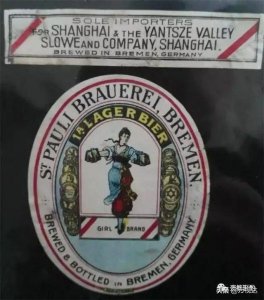 SOLE IMPORTERS
FOR SHANGHAI & THE YANTSZE VALLEY
SLOWE AND COMPANY, SHANGHAI.
BREWED IN BREMEN, GERMANY
ST PAULI BRAUEREI, BREMEN.
1A LAGER BIER
GIRL BRAND
BREWED & BOTTLED IN BREMEN, GERMANY.